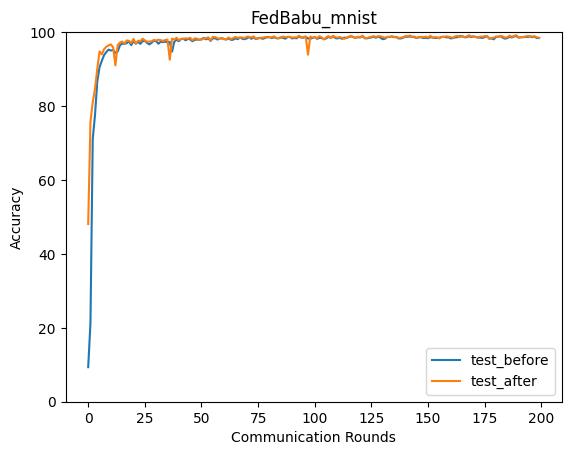 FedBabu_mnist
100
80
60
40
20
0
Accuracy
0 25 50 75 100 125 150 175 200
Communication Rounds
test_before
test_after